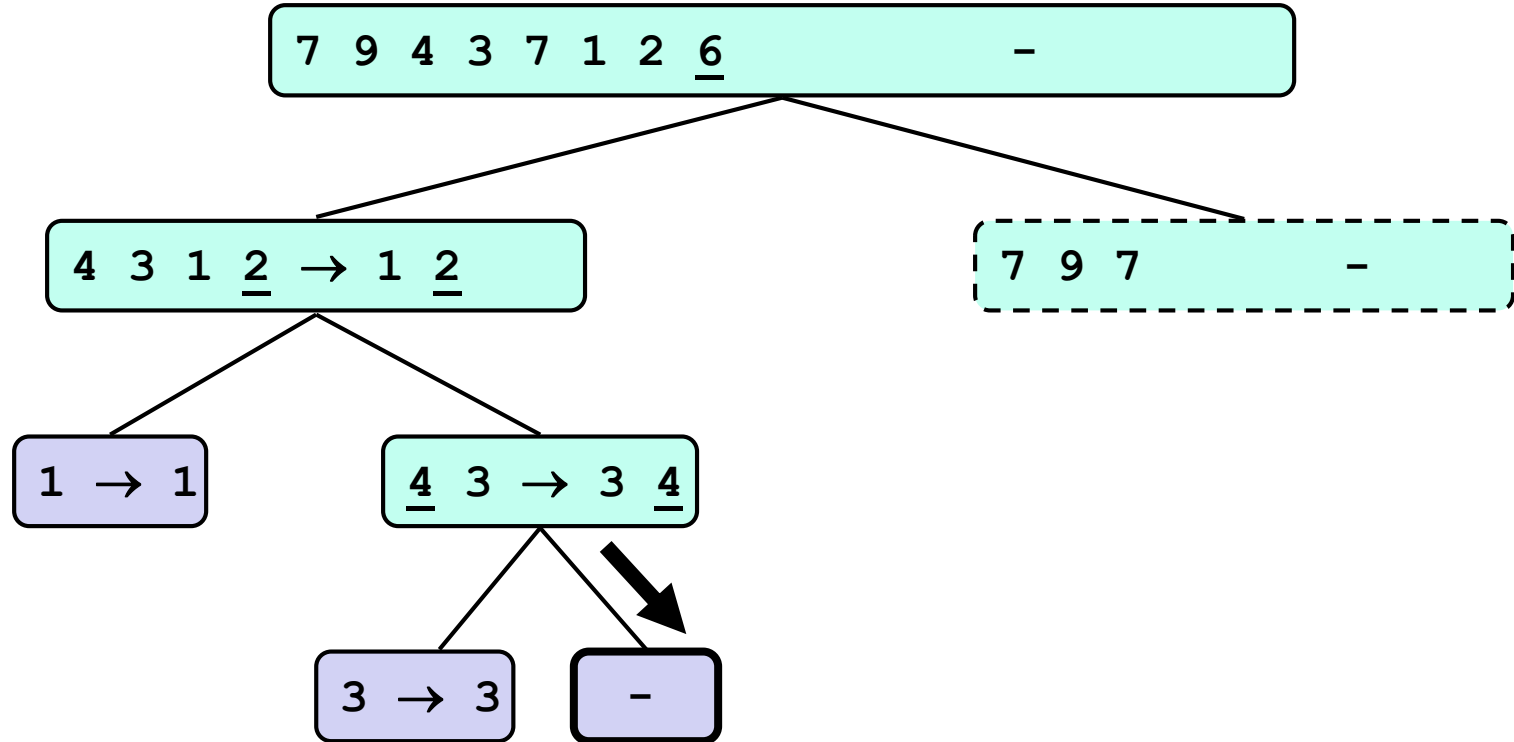 7 9 4 3 7 1 2 6 -
4 3 1 2 → 1 2
7 9 7 -
1 → 1
4 3 → 3 4
3 → 3
-